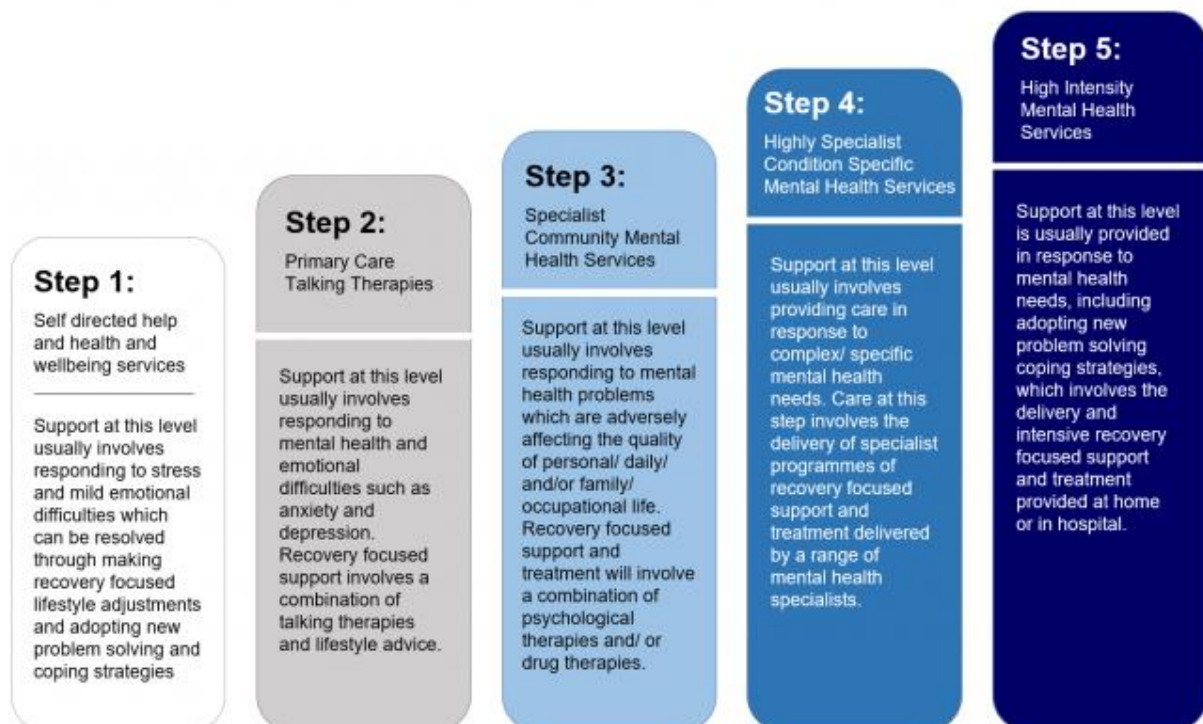 Step 1:
Self directed help
and health and
wellbeing services
Support at this level
usually involves
responding to stress
and mild emotional
difficulties which
can be resolved
through making
recovery focused
lifestyle adjustments
and adopting new
problem solving and
coping strategies
Step 2:
Primary Care
Talking Therapies
Support at this level
usually involves
responding to
mental health and
emotional
difficulties such as
anxiety and
depression.
Recovery focused
support involves a
combination of
talking therapies
and lifestyle advice.
Step 3:
Specialist
Community Mental
Health Services
Support at this level
usually involves
responding to mental
health problems
which are adversely
affecting the quality
of personal/ daily/
and/or family/
occupational life.
Recovery focused
support and
treatment will involve
a combination of
psychological
therapies and/ or
drug therapies.
Step 4:
Highly Specialist
Condition Specific
Mental Health Services
Support at this level
usually involves
providing care in
response to
complex/ specific
mental health
needs. Care at this
step involves the
delivery of specialist
programmes of
recovery focused
support and
treatment delivered
by a range of
mental health
specialists.
Step 5:
High Intensity
Mental Health
Services
Support at this level
is usually provided
in response to
mental health
needs, including
adopting new
problem solving
coping strategies,
which involves the
delivery and
intensive recovery
focused support
and treatment
provided at home
or in hospital.